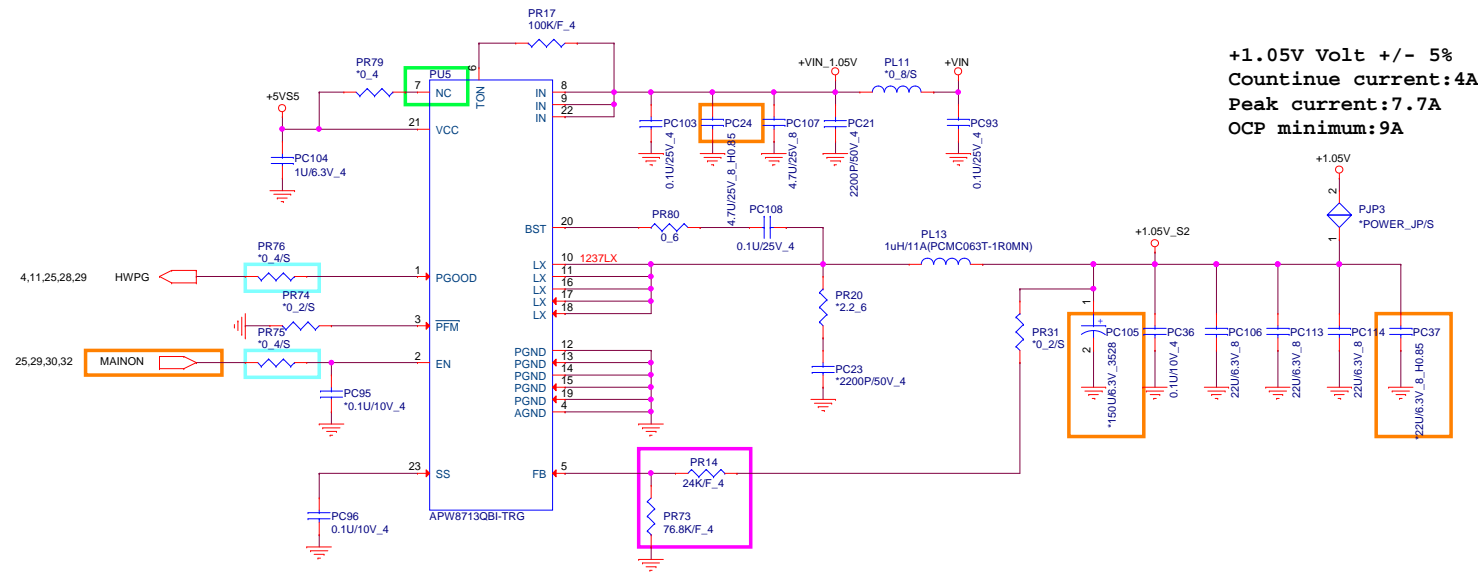 PR17
100K/F_4
+1.05V Volt +/- 5%
Countinue current:4A
Peak current:7.7A
OCP minimum:9A
PR79
*0_4
+5VS5
PU5
7
NC
6
TON
21
VCC
PC104
1U/6.3V_4
8
IN
9
IN
22
IN
+VIN_1.05V
PL11
*0_8/S
+VIN
PC103
0.1U/25V_4
PC24
4.7U/25V_8_H0.85
PC107
4.7U/25V_8
PC21
2200P/50V_4
PC93
0.1U/25V_4
+1.05V
2
PJP3
*POWER_JP/S
1
20
BST
PR80
0_6
PC108
0.1U/25V_4
PL13
1uH/11A(PCMC063T-1R0MN)
+1.05V_S2
10
1237LX
LX
11
LX
16
LX
17
LX
18
LX
4,11,25,28,29
HWPG
PR76
*0_4/S
1
PGOOD
PR74
*0_2/S
3
PFM
PR75
*0_4/S
25,29,30,32
MAINON
2
EN
PC95
*0.1U/10V_4
PR20
*2.2_6
PC23
*2200P/50V_4
12
PGND
13
PGND
14
PGND
15
PGND
19
PGND
4
AGND
PR31
*0_2/S
1
PC105
+
2
*150U/6.3V_3528
PC36
0.1U/10V_4
PC106
22U/6.3V_8
PC113
22U/6.3V_8
PC114
22U/6.3V_8
PC37
*22U/6.3V_8_H0.85
23
SS
PC96
0.1U/10V_4
5
FB
PR14
24K/F_4
PR73
76.8K/F_4
APW8713QBI-TRG